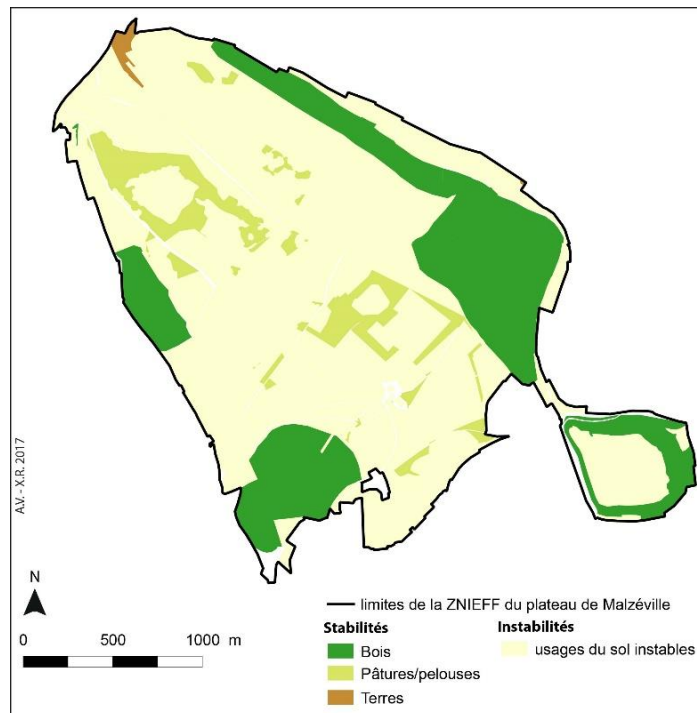 A.V. - X.R. 2017
N
0 500 1000 m
limites de la ZNIEFF du plateau de Malzéville
Stabilités
Bois
Pâtures/pelouses
Terres
Instabilités
usages du sol instables